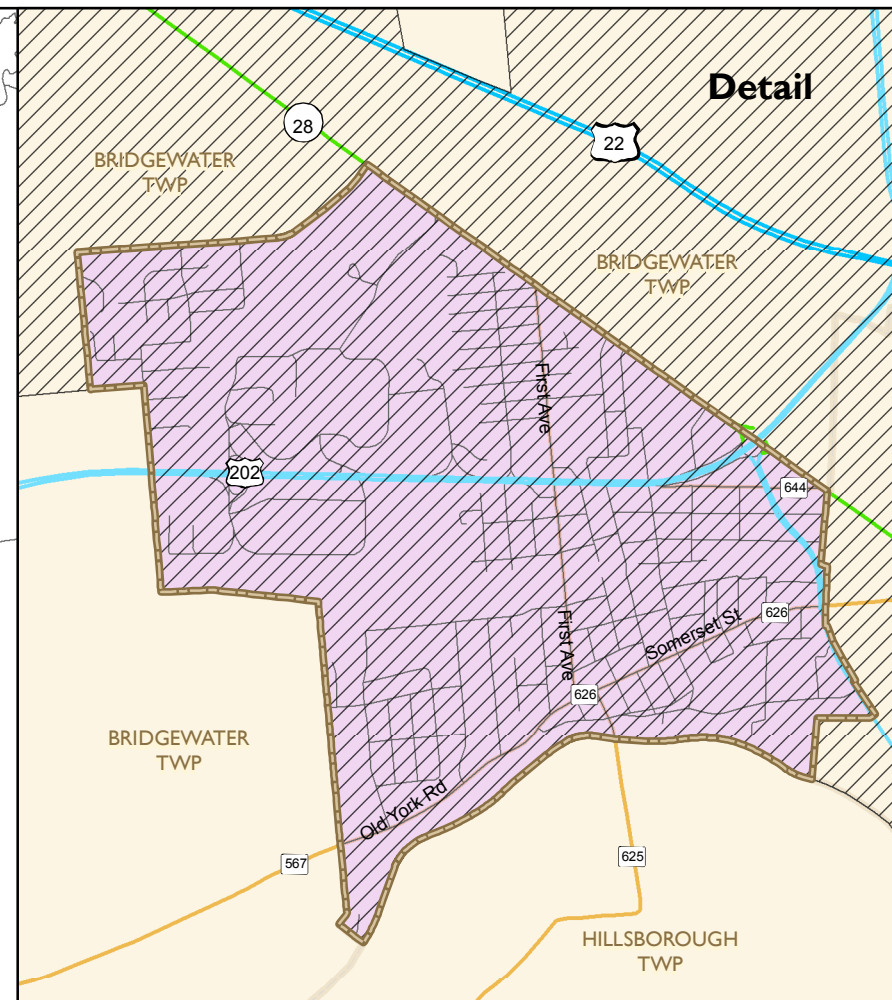 Detail
28
22
BRIDGEWATER
TWP
BRIDGEWATER
TWP
First Ave
202
644
First Ave
626
Somerset St
626
BRIDGEWATER
TWP
Old York Rd
567
625
HILLSBOROUGH
TWP